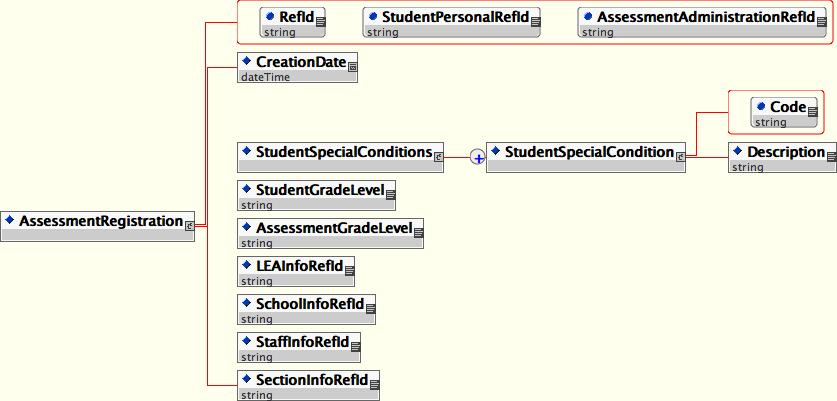 RefId StudentPersonalRefId AssessmentAdministrationRefId
string string string
CreationDate
dateTime
Code
string
StudentSpecialConditions StudentSpecialCondition Description
string
StudentGradeLevel
string
AssessmentRegistration
AssessmentGradeLevel
string
LEAInfoRefId
string
SchoolInfoRefId
string
StaffInfoRefId
string
SectionInfoRefId
string